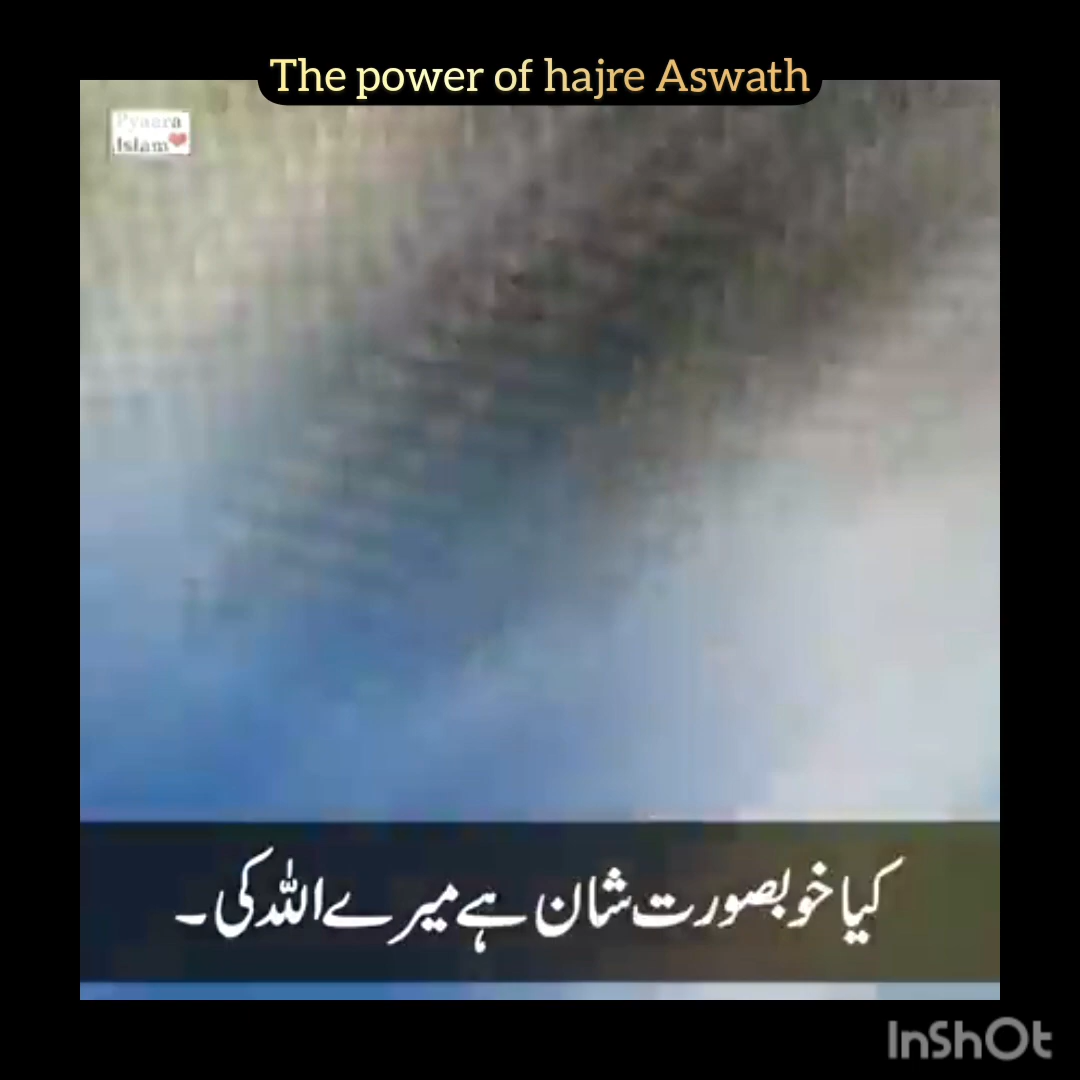 The power of hajre Aswath
Pyaara
Islam
کیا خوبصورت شان ہے میرے اللہ کی ۔
InShOt